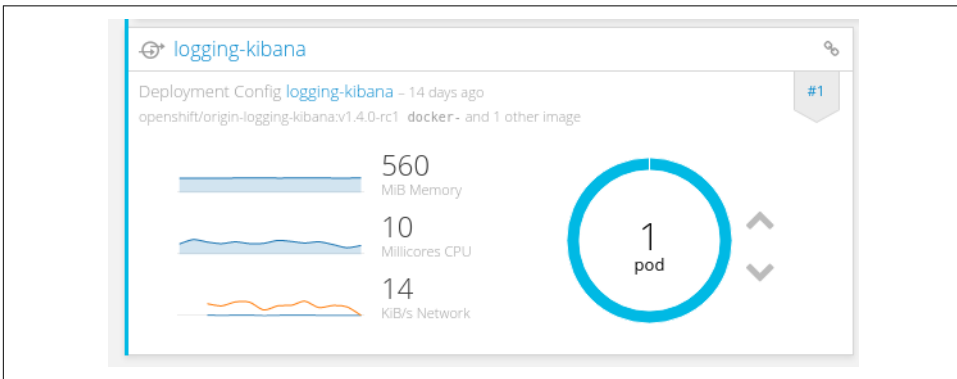 logging-kibana
Deployment Config logging-kibana – 14 days ago
#1
openshift/origin-logging-kibana:v1.4.0-rc1 docker- and 1 other image
560
MiB Memory
10
Millicores CPU
14
KiB/s Network
1
pod